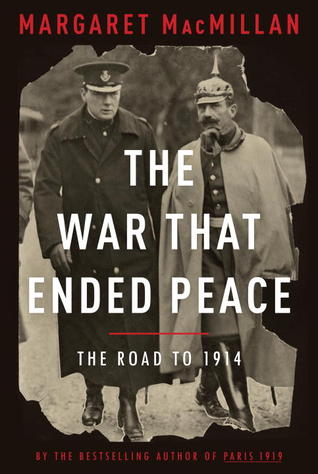 MARGARET MACMILLAN
THE
WAR THAT
ENDED PEACE
THE ROAD TO 1914
BY THE BESTSELLING AUTHOR OF PARIS 1919